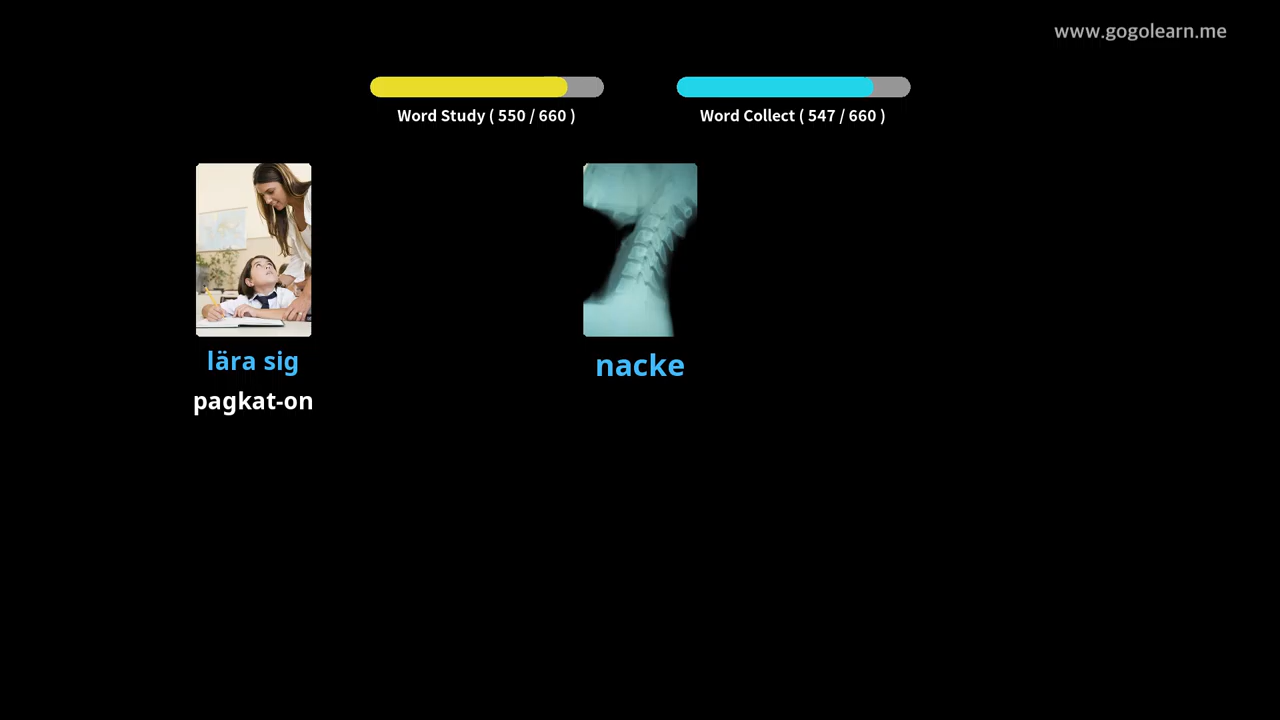 www.gogolearn.me
Word Study ( 550 / 660 )
Word Collect ( 547 / 660 )
lära sig
pagkat-on
nacke